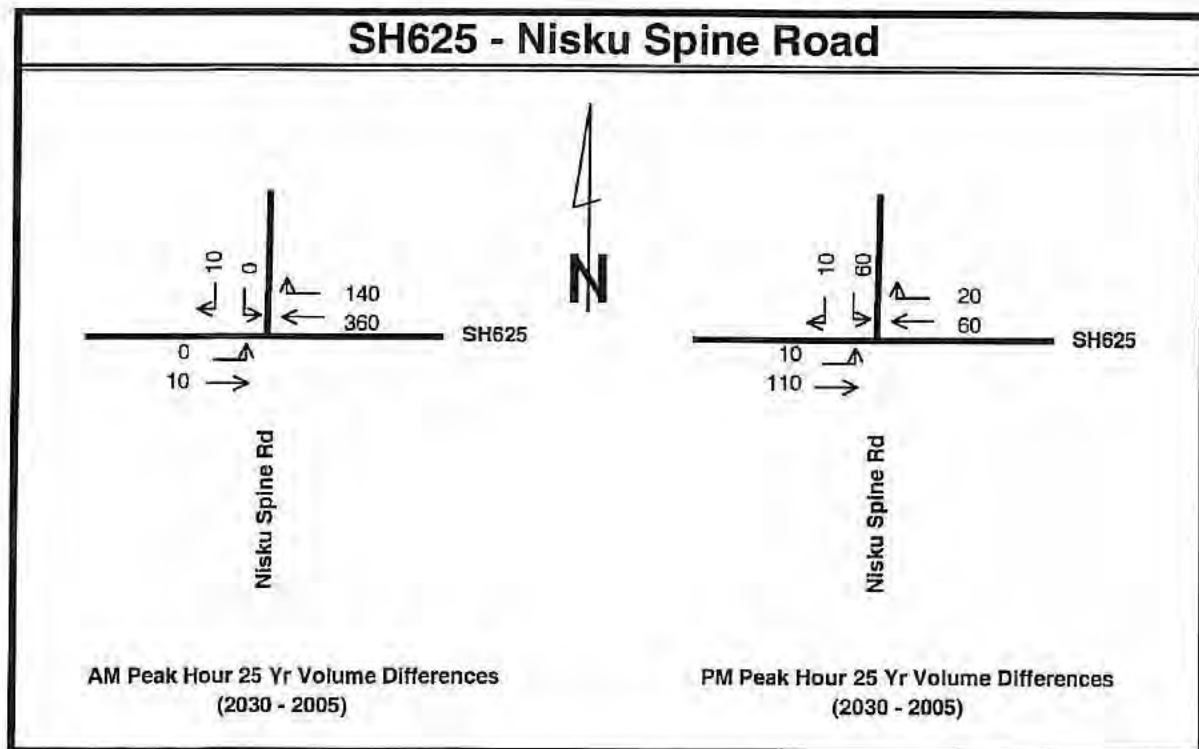 SH625 - Nisku Spine Road
N
10
0
140
360
SH625
0
10
Nisku Spine Rd
AM Peak Hour 25 Yr Volume Differences
(2030 - 2005)
10
60
20
60
SH625
10
110
Nisku Spine Rd
PM Peak Hour 25 Yr Volume Differences
(2030 - 2005)